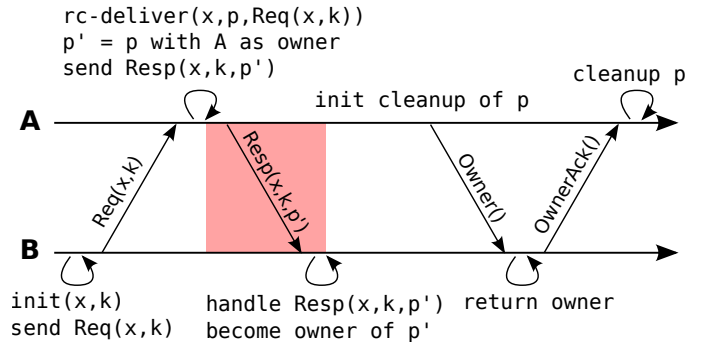 rc-deliver(x,p,Req(x,k))
p' = p with A as owner
send Resp(x,k,p')
init cleanup of p
cleanup p
A
Req(x,k)
Resp(x,k,p')
Owner()
OwnerAck()
B
init(x,k)
send Req(x,k)
handle Resp(x,k,p')
become owner of p'
return owner